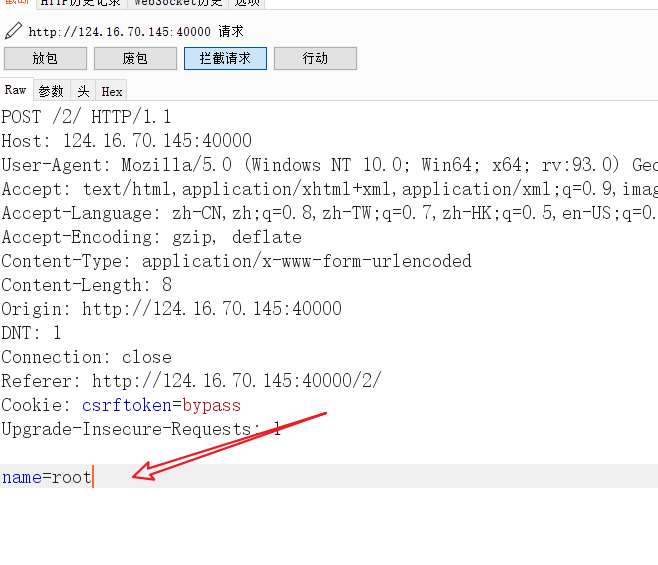 HTTP历史记录 WebSocket历史 选项
http://124.16.70.145:40000 请求
放包 废包 拦截请求 行动
Raw 参数 头 Hex
POST /2/ HTTP/1.1
Host: 124.16.70.145:40000
User-Agent: Mozilla/5.0 (Windows NT 10.0; Win64; x64; rv:93.0) Gec
Accept: text/html,application/xhtml+xml,application/xml;q=0.9,imag
Accept-Language: zh-CN,zh;q=0.8,zh-TW;q=0.7,zh-HK;q=0.5,en-US;q=0.
Accept-Encoding: gzip, deflate
Content-Type: application/x-www-form-urlencoded
Content-Length: 8
Origin: http://124.16.70.145:40000
DNT: 1
Connection: close
Referer: http://124.16.70.145:40000/2/
Cookie: csrftoken=bypass
Upgrade-Insecure-Requests: 1
name=root